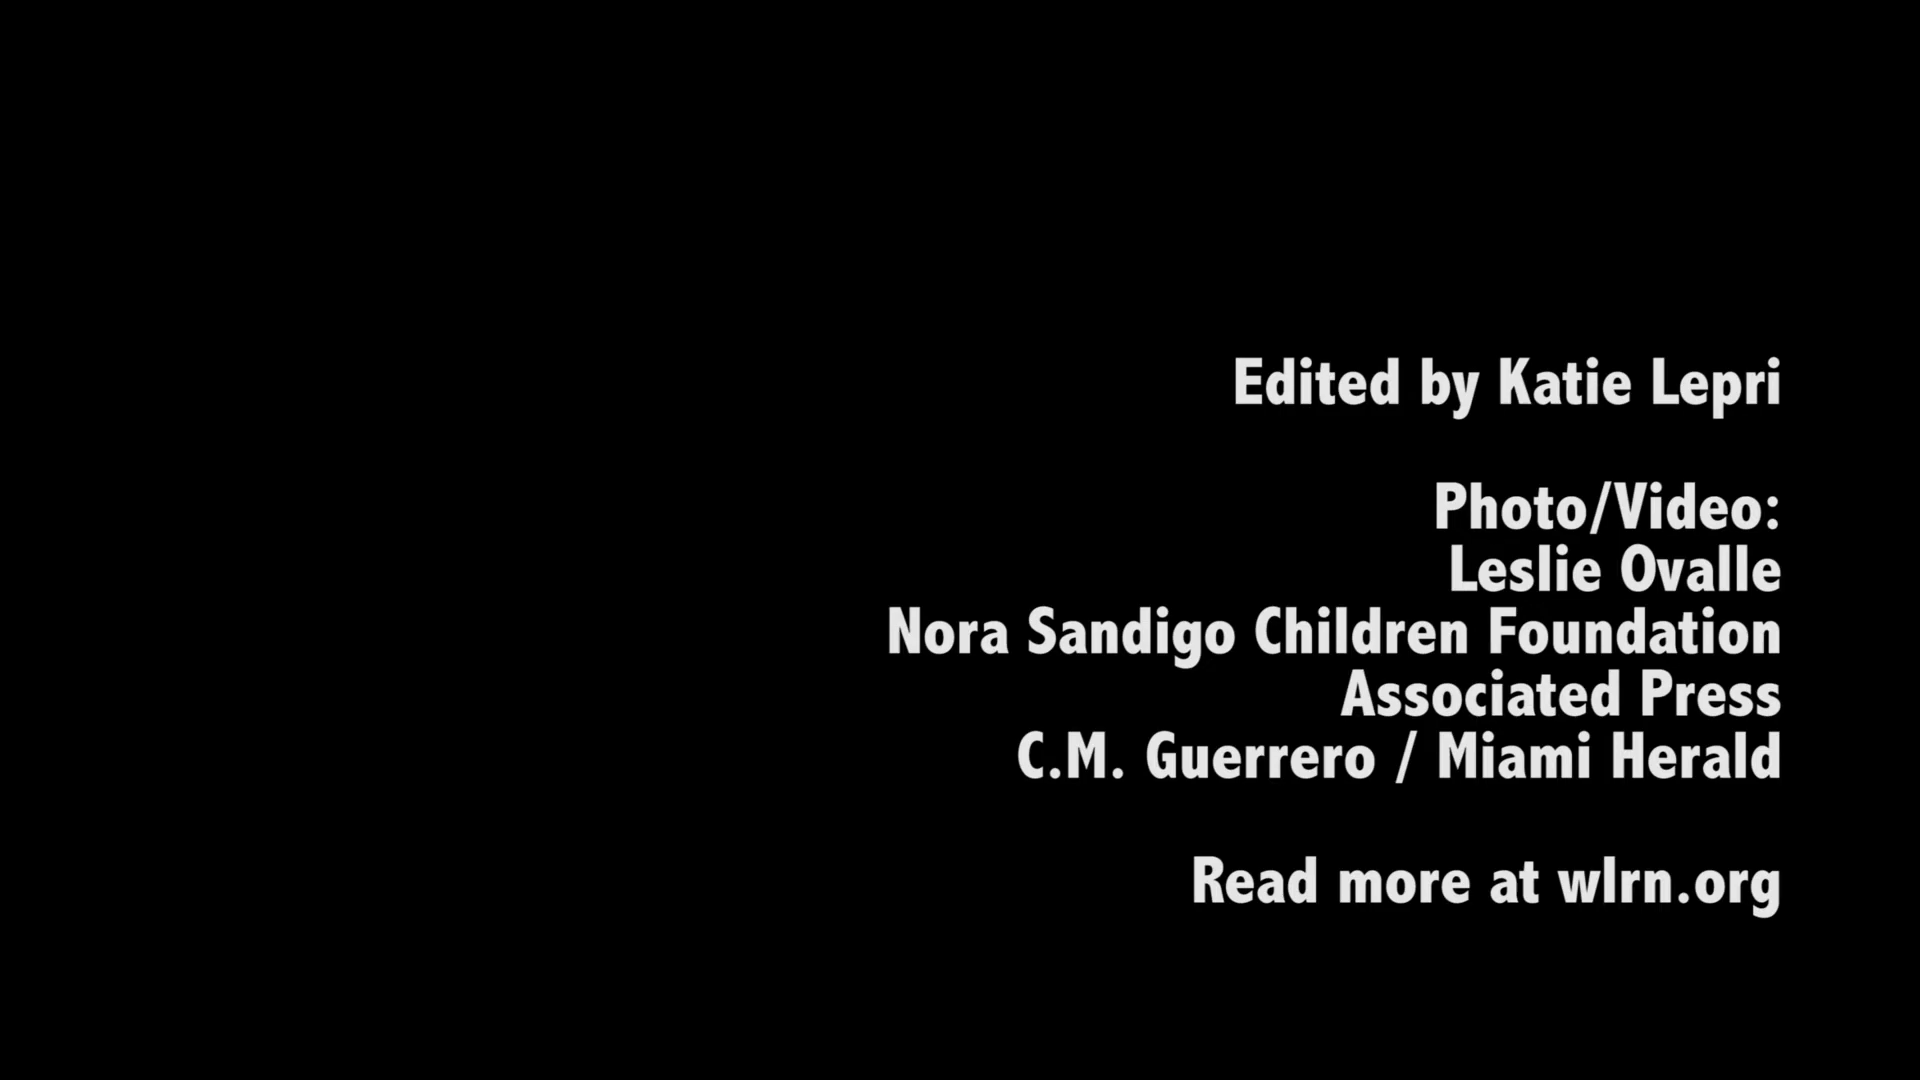 Edited by Katie Lepri
Photo/Video:
Leslie Ovalle
Nora Sandigo Children Foundation
Associated Press
C.M. Guerrero / Miami Herald
Read more at wlrn.org